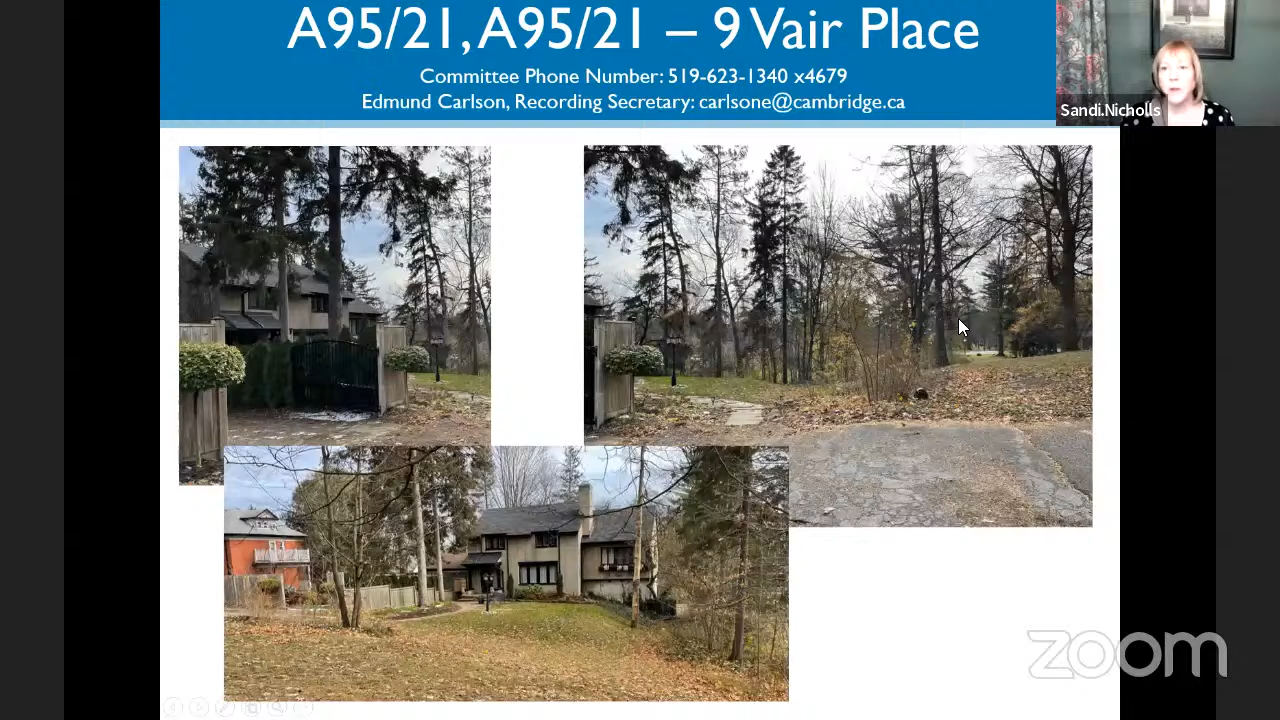 A95/21, A95/21 – 9 Vair Place
Committee Phone Number: 519-623-1340 x4679
Edmund Carlson, Recording Secretary: carlsone@cambridge.ca
Sandi.Nicholls
zoom